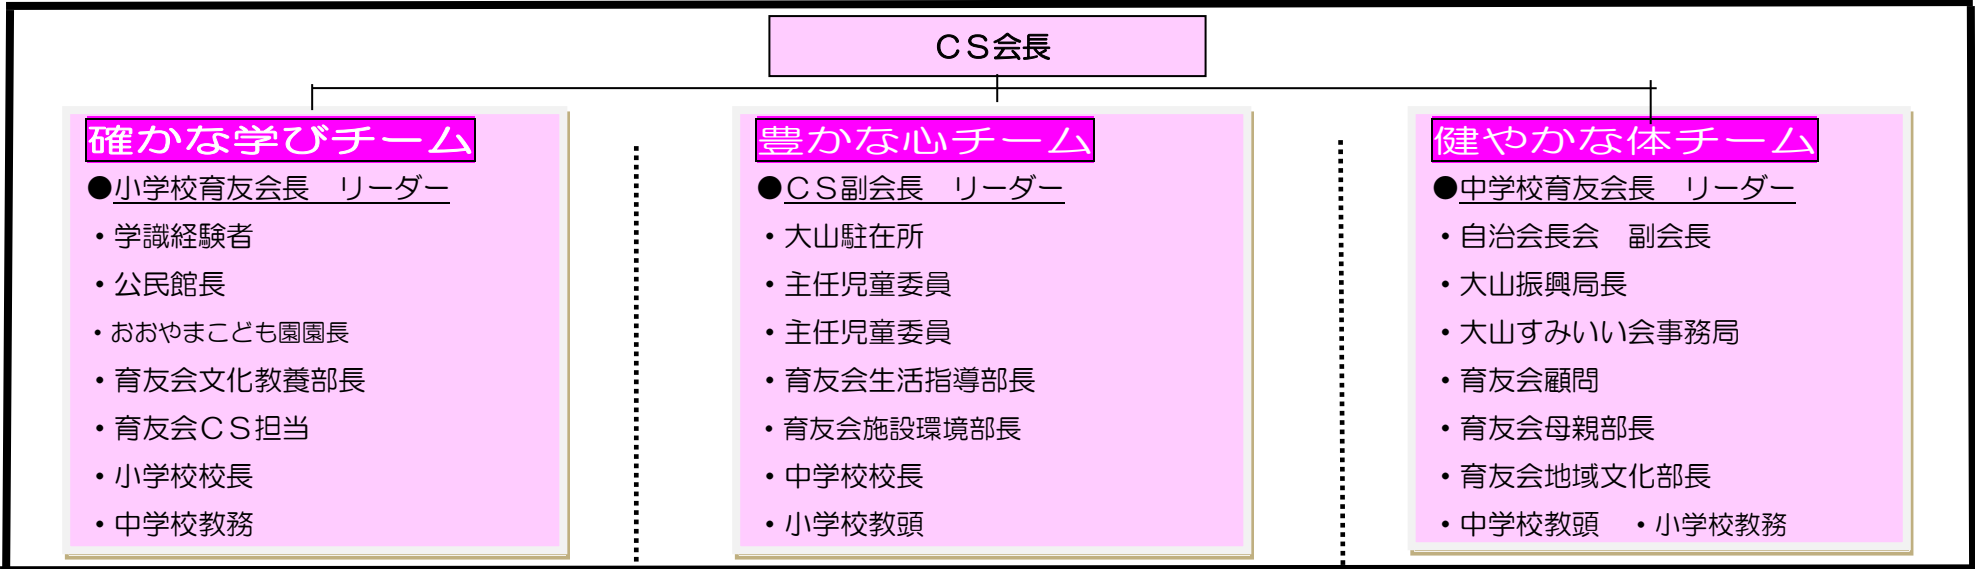 ＣＳ会長
確かな学びチーム
●小学校育友会長　リーダー
・学識経験者
・公民館長
・おおやまこども園園長
・育友会文化教養部長
・育友会ＣＳ担当
・小学校校長
・中学校教務
豊かな心チーム
●ＣＳ副会長　リーダー
・大山駐在所
・主任児童委員
・主任児童委員
・育友会生活指導部長
・育友会施設環境部長
・中学校校長
・小学校教頭
健やかな体チーム
●中学校育友会長　リーダー
・自治会長会　副会長
・大山振興局長
・大山すみいい会事務局
・育友会顧問
・育友会母親部長
・育友会地域文化部長
・中学校教頭　・小学校教務